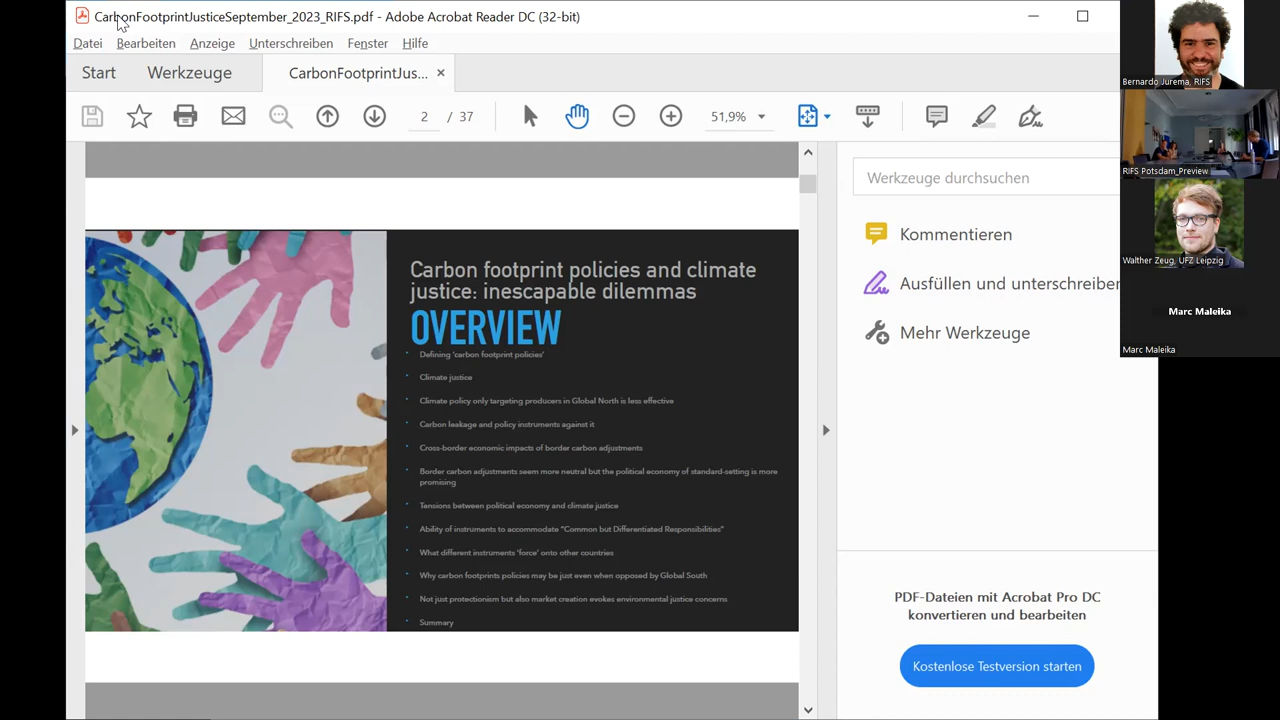 CarbonFootprintJusticeSeptember_2023_RIFS.pdf - Adobe Acrobat Reader DC (32-bit)
Datei Bearbeiten Anzeige Unterschreiben Fenster Hilfe
Start Werkzeuge CarbonFootprintJus... ×
2 / 37 51,9%
Werkzeuge durchsuchen
Kommentieren
Ausfüllen und unterschreiben
Mehr Werkzeuge
Carbon footprint policies and climate
justice: inescapable dilemmas
OVERVIEW
Defining 'carbon footprint policies'
Climate justice
Climate policy only targeting producers in Global North is less effective
Carbon leakage and policy instruments against it
Cross-border economic impacts of border carbon adjustments
Border carbon adjustments seem more neutral but the political economy of standard-setting is more
promising
Tensions between political economy and climate justice
Ability of instruments to accommodate "Common but Differentiated Responsibilities"
What different instruments 'force' onto other countries
Why carbon footprints policies may be just even when opposed by Global South
Not just protectionism but also market creation evokes environmental justice concerns
Summary
PDF-Dateien mit Acrobat Pro DC
konvertieren und bearbeiten
Kostenlose Testversion starten
Bernardo Jurema, RIFS
RIFS Potsdam_Preview
Walther Zeug, UFZ Leipzig
Marc Maleika
Marc Maleika